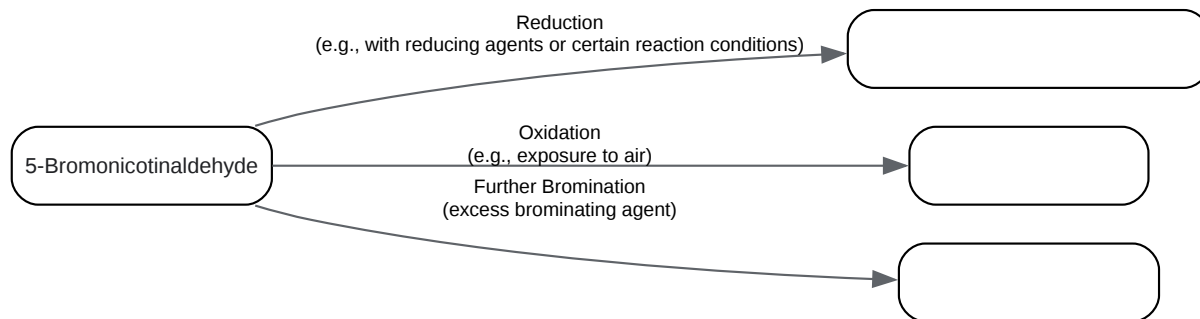 Reduction
(e.g., with reducing agents or certain reaction conditions)
5-Bromonicotinaldehyde
Oxidation
(e.g., exposure to air)
Further Bromination
(excess brominating agent)